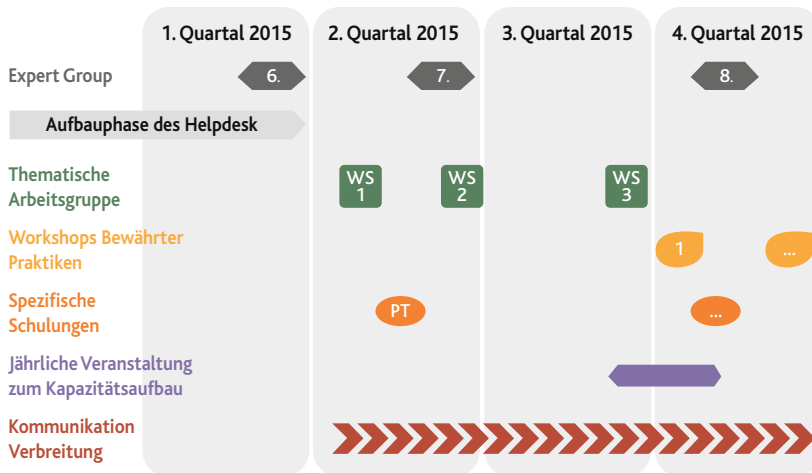 1. Quartal 2015 2. Quartal 2015 3. Quartal 2015 4. Quartal 2015
Expert Group 6. 7. 8.
Aufbauphase des Helpdesk
Thematische
Arbeitsgruppe
WS WS WS
1 2 3
Workshops Bewährter
Praktiken
1 ...
Spezifische
Schulungen
PT ...
Jährliche Veranstaltung
zum Kapazitätsaufbau
Kommunikation
Verbreitung